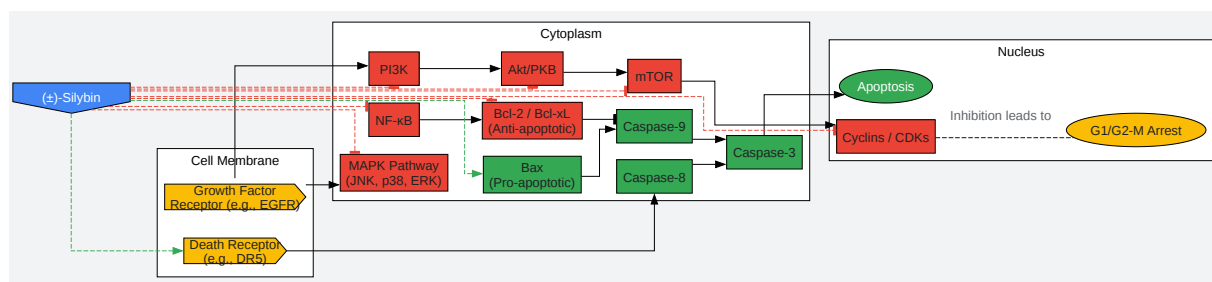 Cytoplasm
Nucleus
PI3K
Akt/PKB
mTOR
Apoptosis
(±)-Silybin
NF-κB
Bcl-2 / Bcl-xL
(Anti-apoptotic)
Caspase-9
Inhibition leads to
Cyclins / CDKs
G1/G2-M Arrest
Cell Membrane
MAPK Pathway
(JNK, p38, ERK)
Bax
(Pro-apoptotic)
Caspase-8
Caspase-3
Growth Factor
Receptor (e.g., EGFR)
Death Receptor
(e.g., DR5)